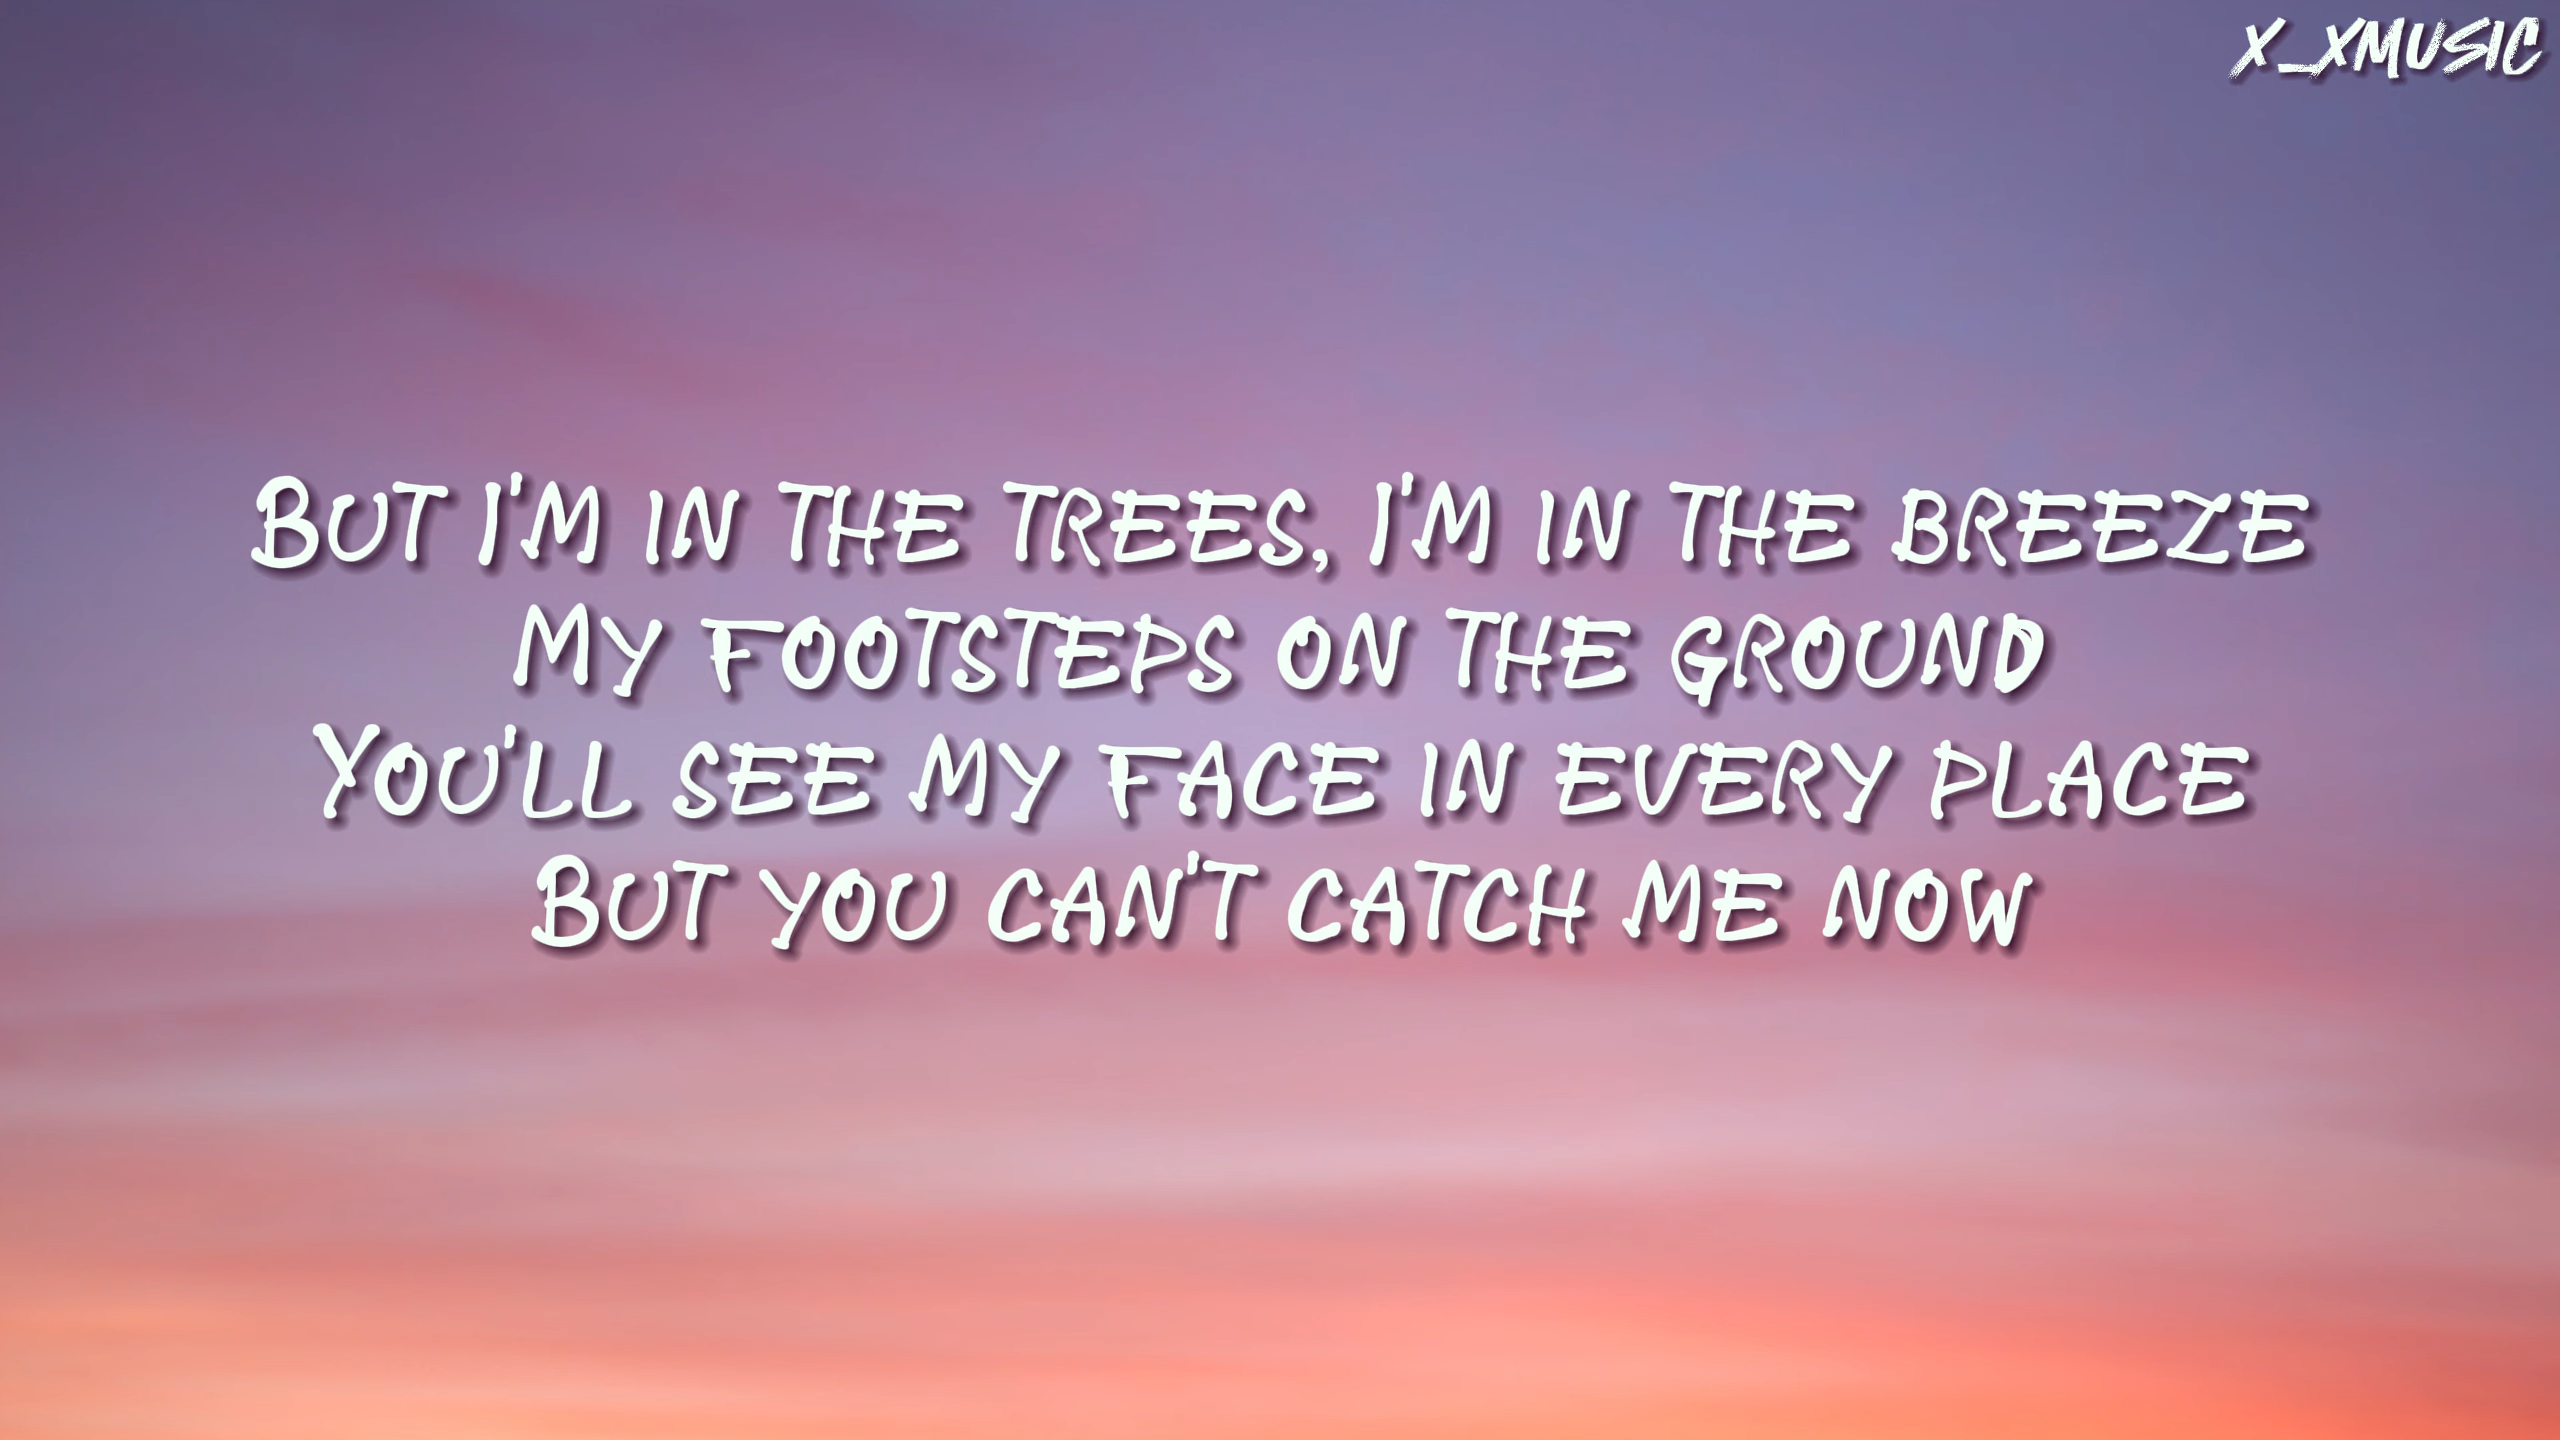 X_XMUSIC
But I'm in the trees, I'm in the breeze
My footsteps on the ground
You'll see my face in every place
But you can't catch me now